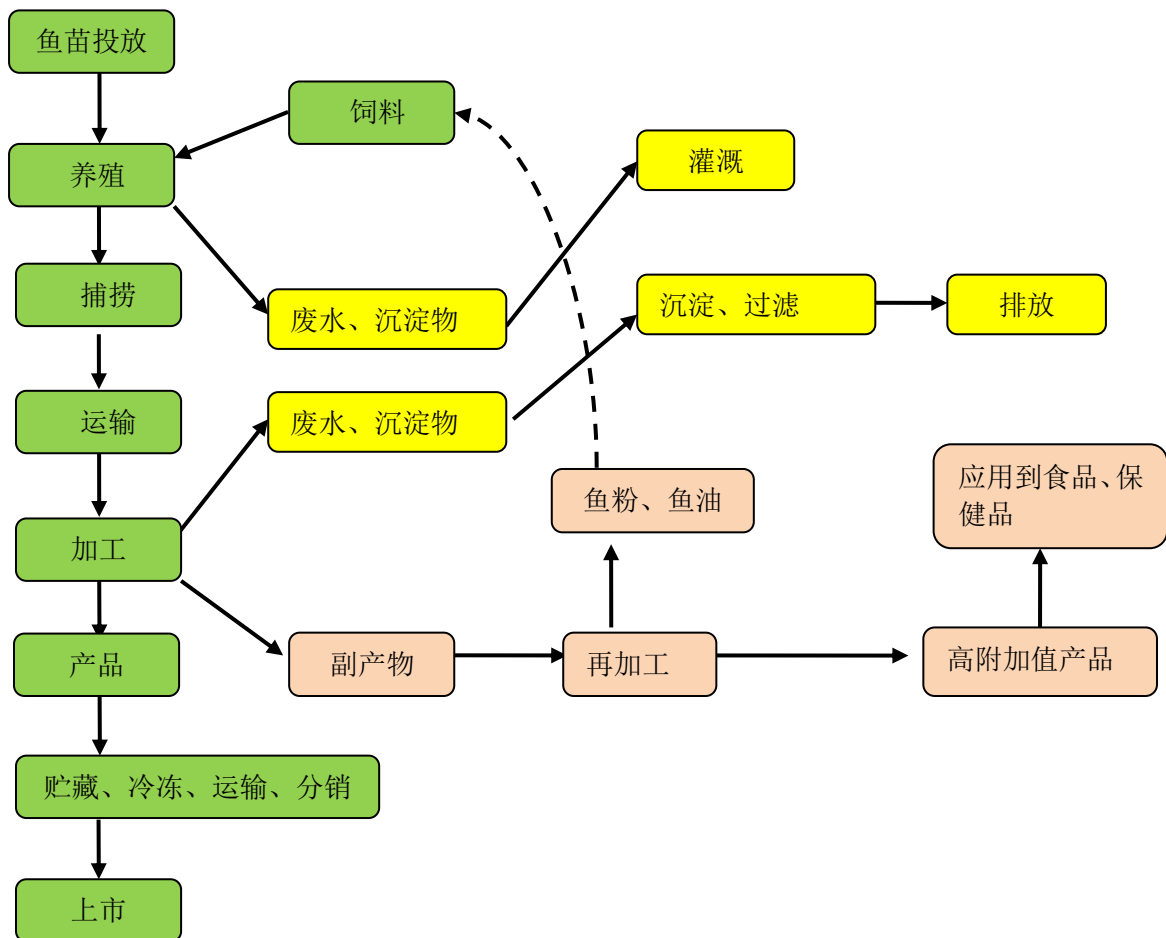 鱼苗投放
饲料
养殖
灌溉
捕捞
废水、沉淀物
沉淀、过滤
排放
运输
废水、沉淀物
鱼粉、鱼油
应用到食品、保
健品
加工
产品
副产物
再加工
高附加值产品
贮藏、冷冻、运输、分销
上市